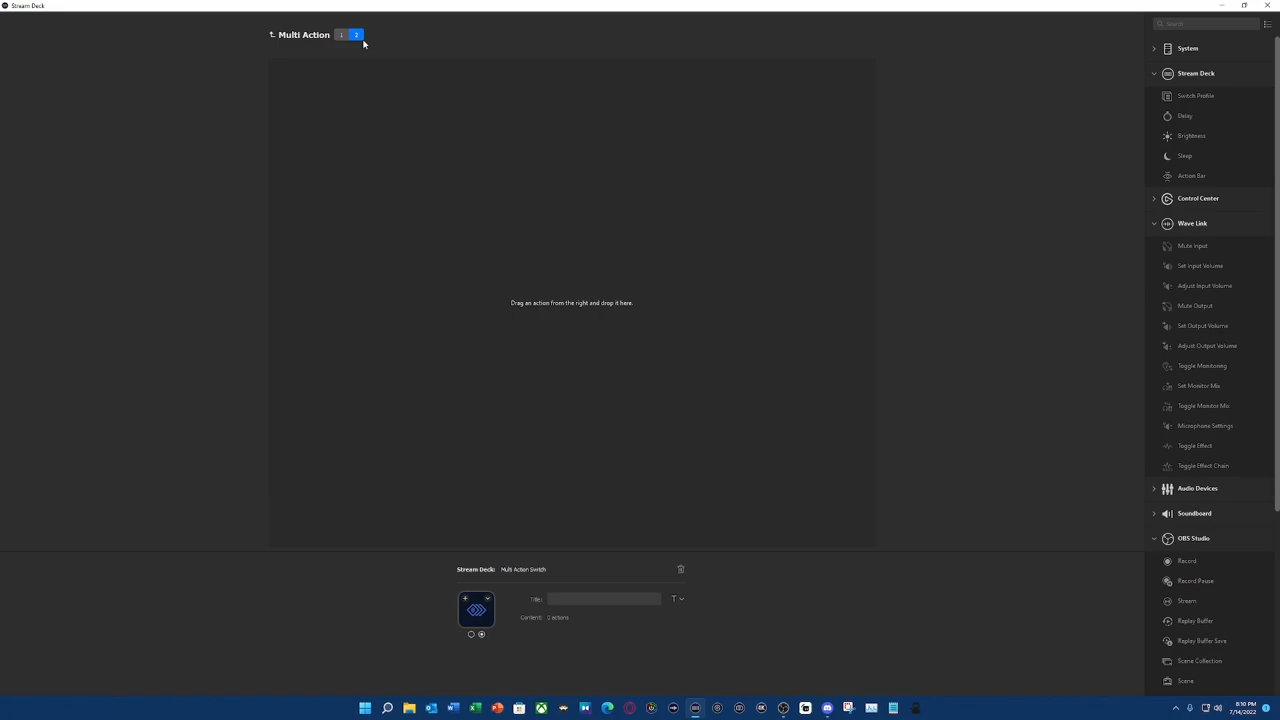 Stream Deck
Multi Action 1 2
Drag an action from the right and drop it here.
Stream Deck: Multi Action Switch
Title:
T
Content: 0 actions
Search
System
Stream Deck
Switch Profile
Delay
Brightness
Sleep
Action Bar
Control Center
Wave Link
Mute Input
Set Input Volume
Adjust Input Volume
Mute Output
Set Output Volume
Adjust Output Volume
Toggle Monitoring
Set Monitor Mix
Toggle Monitor Mix
Microphone Settings
Toggle Effect
Toggle Effect Chain
Audio Devices
Soundboard
OBS Studio
Record
Record Pause
Stream
Replay Buffer
Replay Buffer Save
Scene Collection
Scene
8:10 PM
7/14/2022